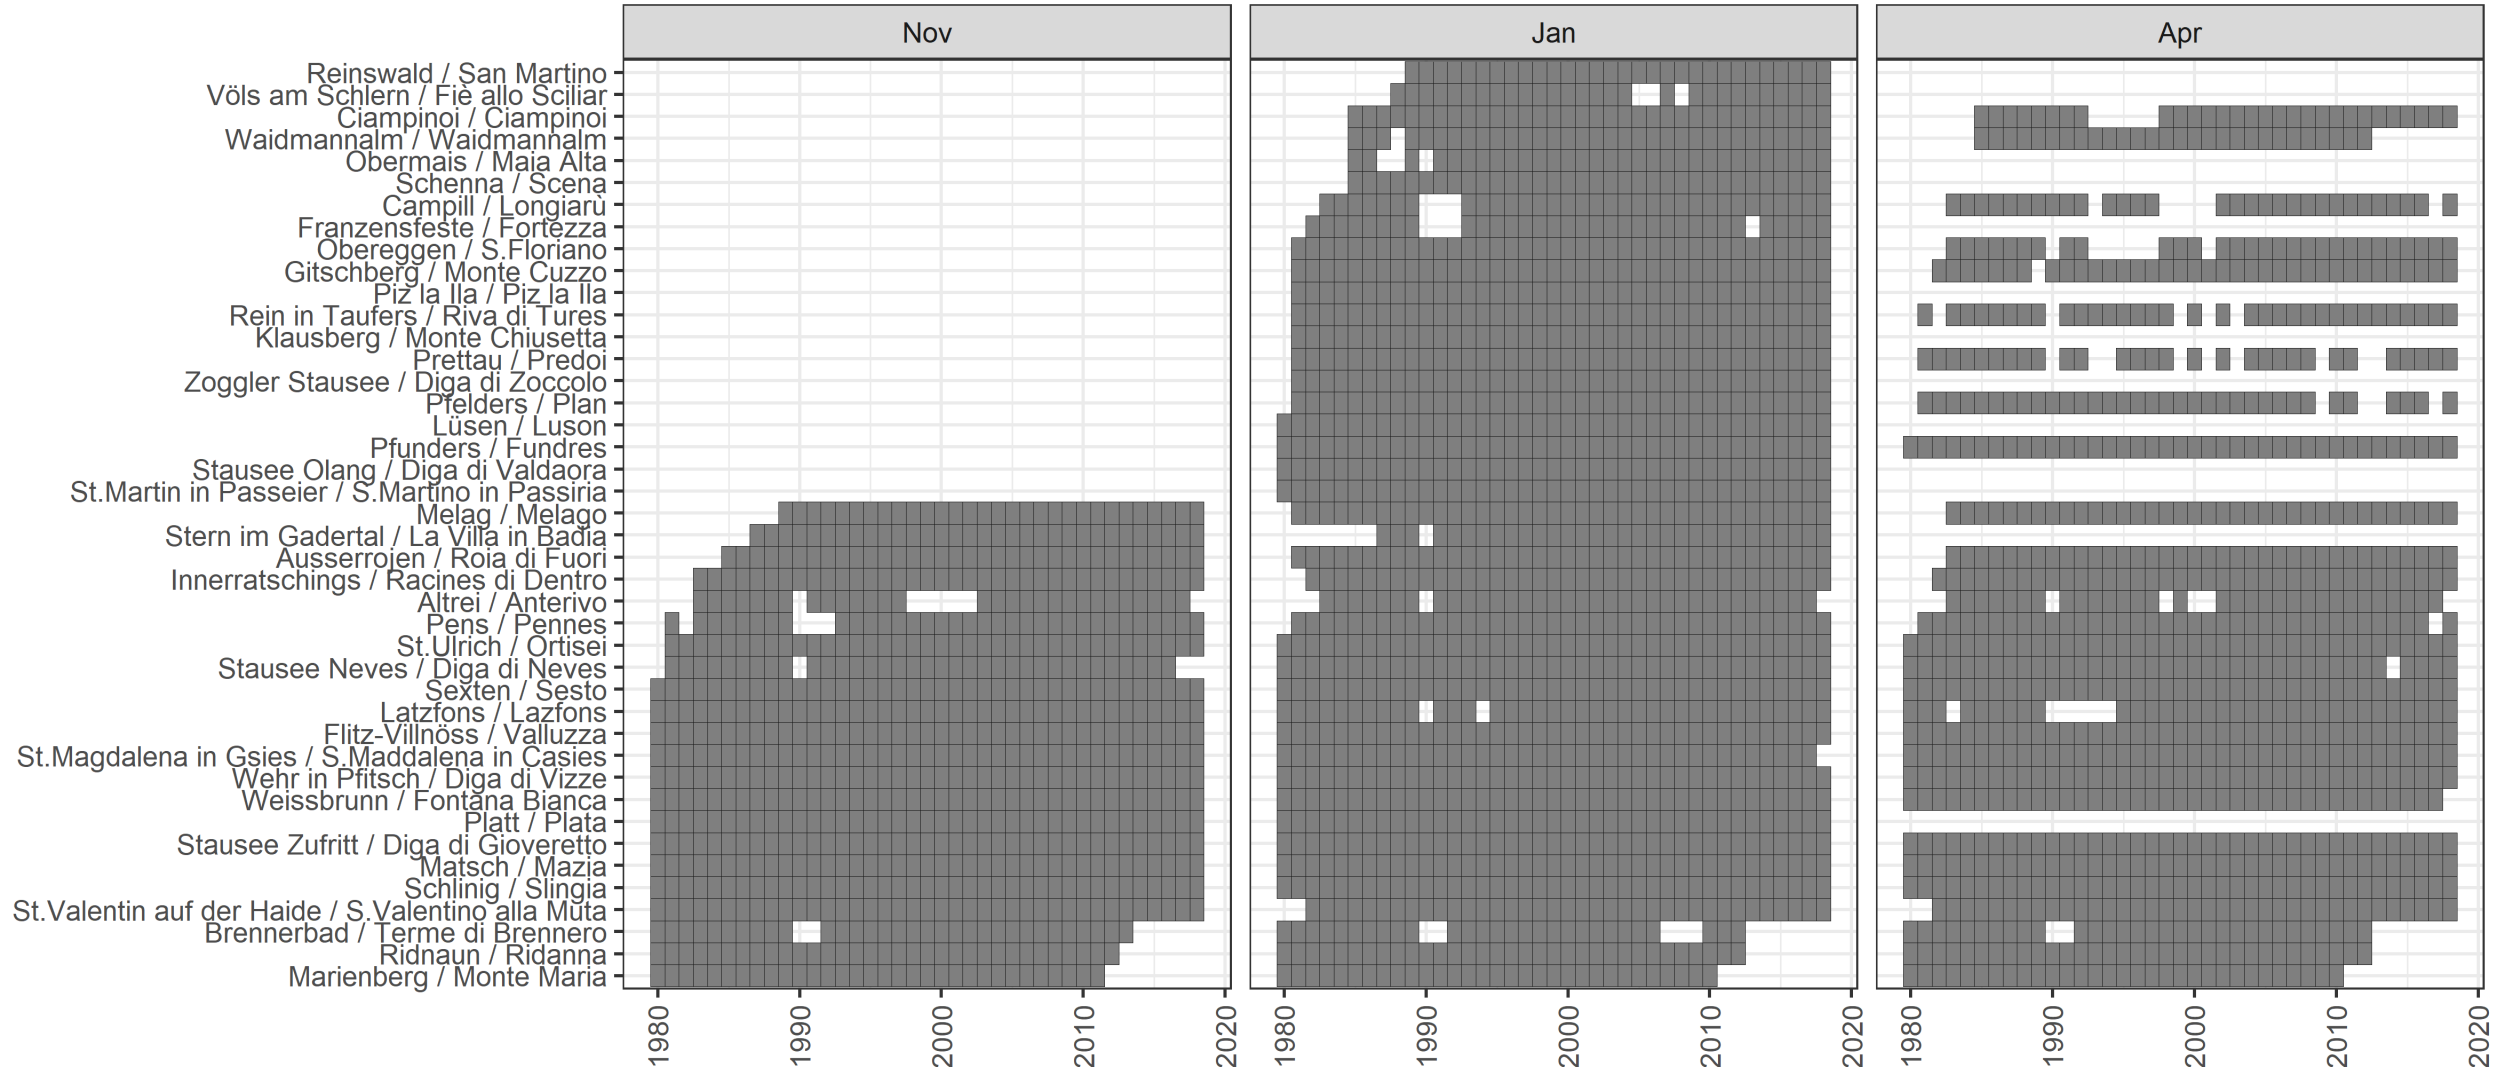 Nov Jan Apr
Reinswald / San Martino
Völs am Schlern / Fiè allo Sciliar
Ciampinoi / Ciampinoi
Waidmannalm / Waidmannalm
Obermais / Maia Alta
Schenna / Scena
Campill / Longiarù
Franzensfeste / Fortezza
Obereggen / S.Floriano
Gitschberg / Monte Cuzzo
Piz la Ila / Piz la Ila
Rein in Taufers / Riva di Tures
Klausberg / Monte Chiusetta
Prettau / Predoi
Zoggler Stausee / Diga di Zoccolo
Pfelders / Plan
Lüsen / Luson
Pfunders / Fundres
Stausee Olang / Diga di Valdaora
St.Martin in Passeier / S.Martino in Passiria
Melag / Melago
Stern im Gadertal / La Villa in Badia
Ausserrojen / Roia di Fuori
Innerratschings / Racines di Dentro
Altrei / Anterivo
Pens / Pennes
St.Ulrich / Ortisei
Stausee Neves / Diga di Neves
Sexten / Sesto
Latzfons / Lazfons
Flitz-Villnöss / Valluzza
St.Magdalena in Gsies / S.Maddalena in Casies
Wehr in Pfitsch / Diga di Vizze
Weissbrunn / Fontana Bianca
Platt / Plata
Stausee Zufritt / Diga di Gioveretto
Matsch / Mazia
Schlinig / Slingia
St.Valentin auf der Haide / S.Valentino alla Muta
Brennerbad / Terme di Brennero
Ridnaun / Ridanna
Marienberg / Monte Maria
1980 1990 2000 2010 2020 1980 1990 2000 2010 2020 1980 1990 2000 2010 2020